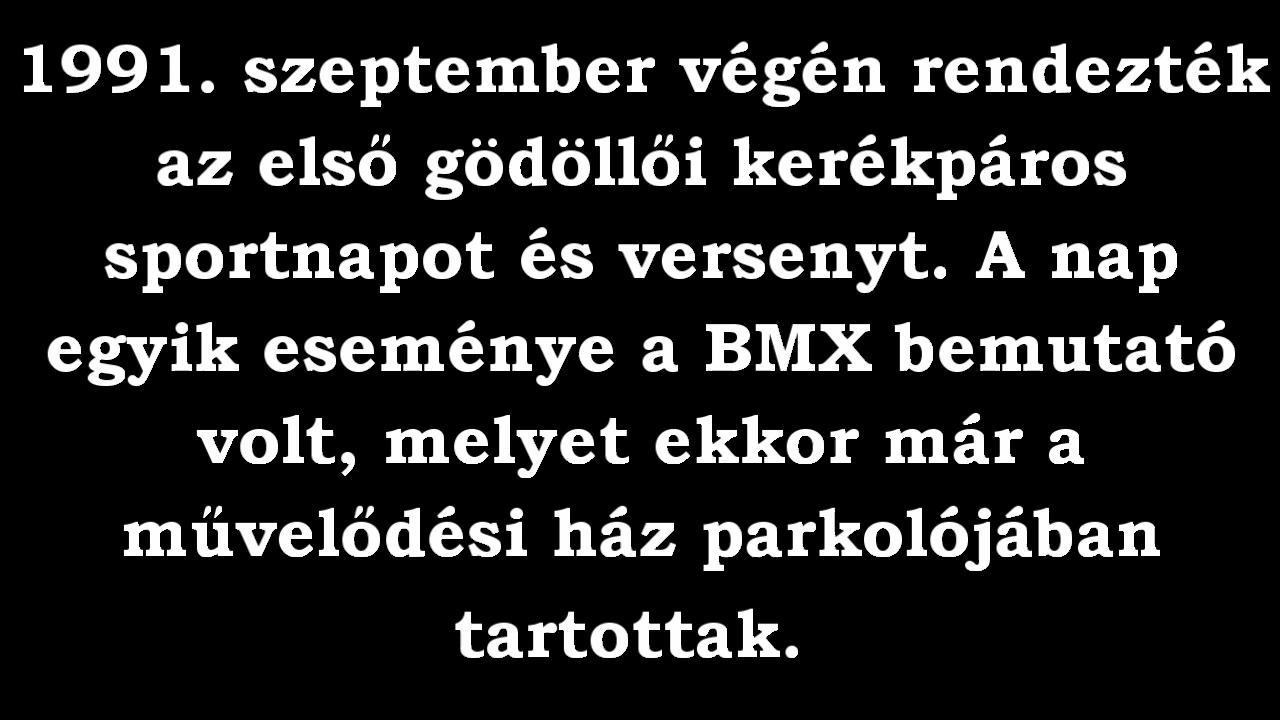 1991. szeptember végén rendezték
az első gödöllői kerékpáros
sportnapot és versenyt. A nap
egyik eseménye a BMX bemutató
volt, melyet ekkor már a
művelődési ház parkolójában
tartottak.